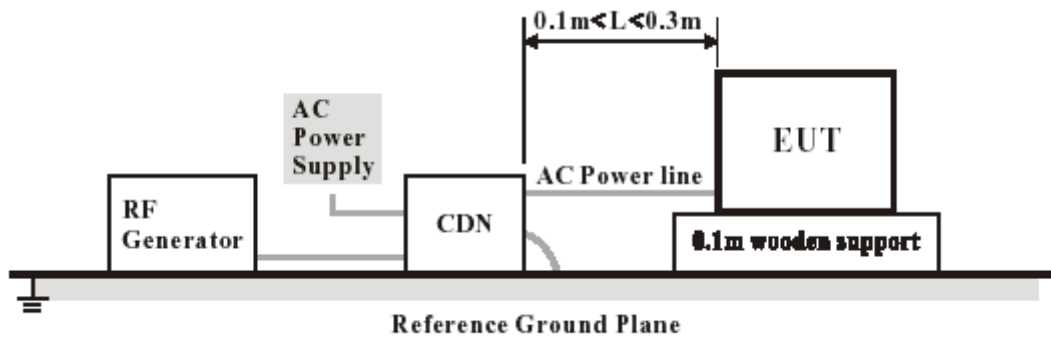 0.1m<L<0.3m
AC
Power
Supply
EUT
AC Power line
RF
Generator
CDN
0.1m wooden support
Reference Ground Plane